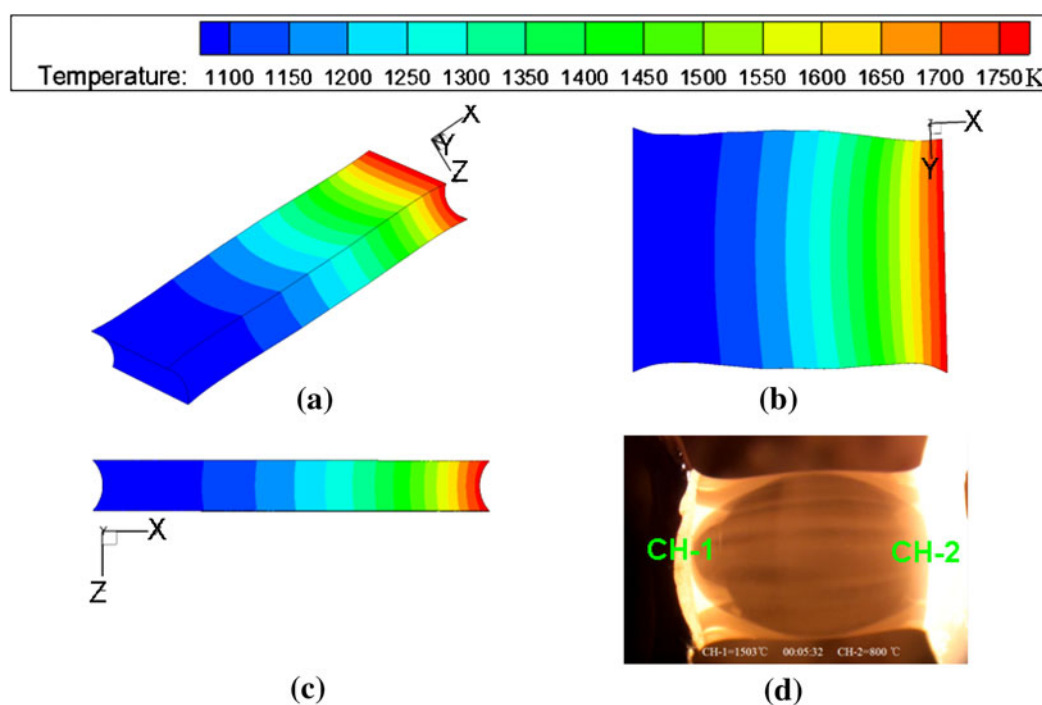 Temperature: 1100 1150 1200 1250 1300 1350 1400 1450 1500 1550 1600 1650 1700 1750 K
X
Y
Z
X
Y
Z
(a)
(b)
X
Y
Z
CH-1
CH-2
CH-1=1503℃ 00:05:32 CH-2=800℃
(c)
(d)